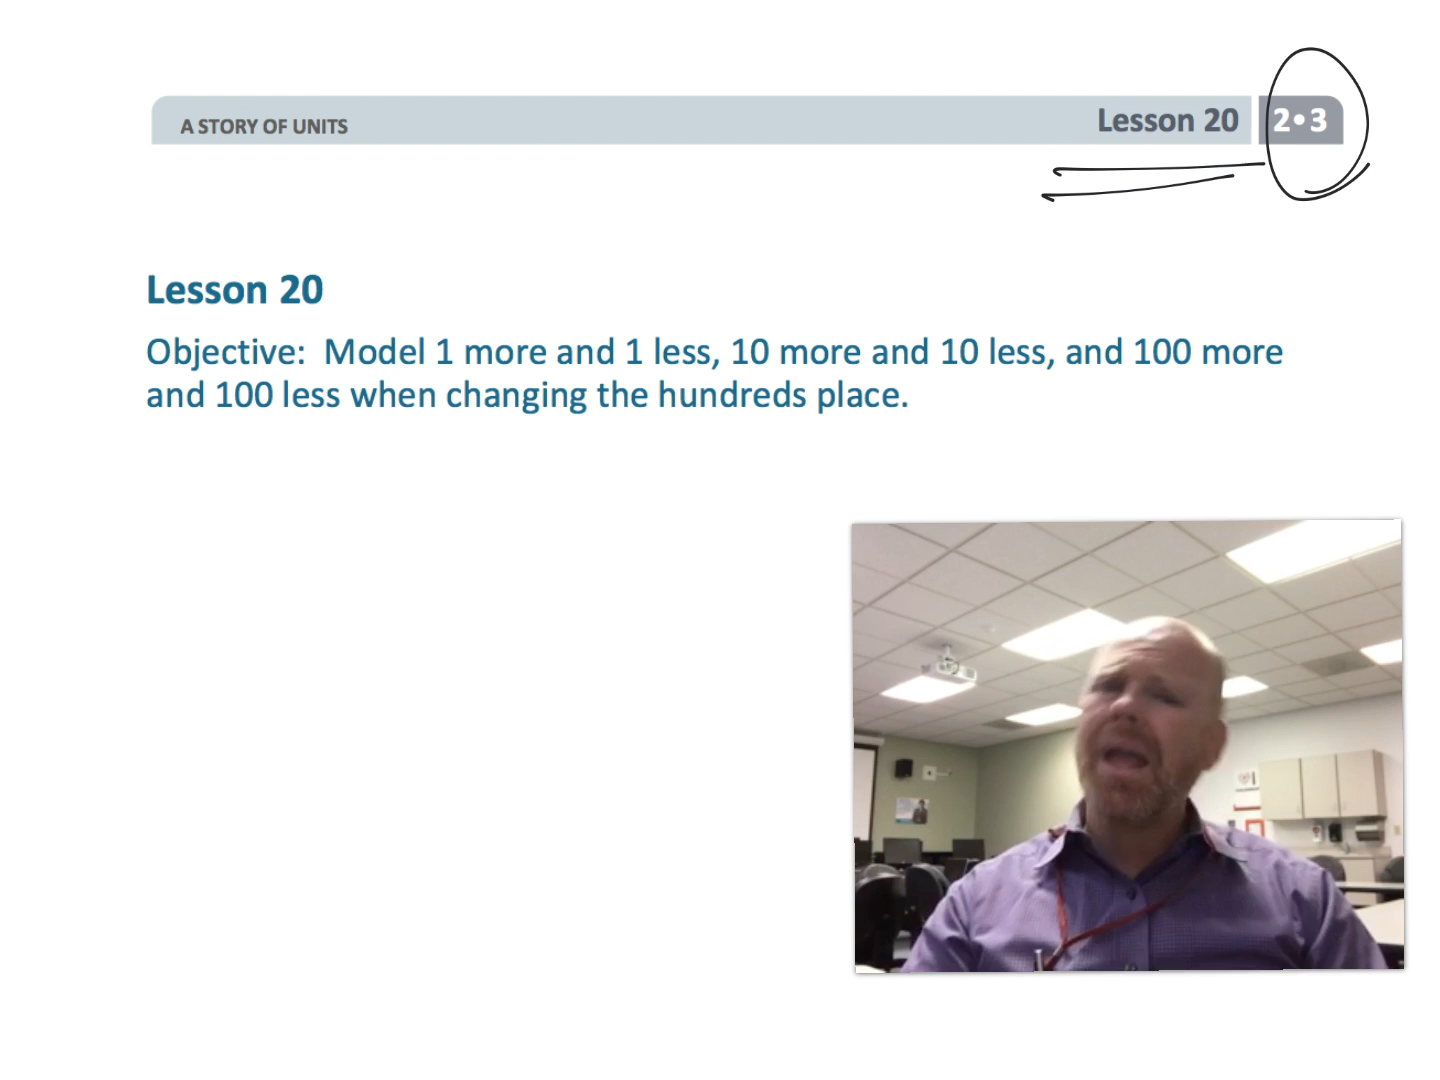 A STORY OF UNITS
Lesson 20
2•3
Lesson 20
Objective: Model 1 more and 1 less, 10 more and 10 less, and 100 more
and 100 less when changing the hundreds place.